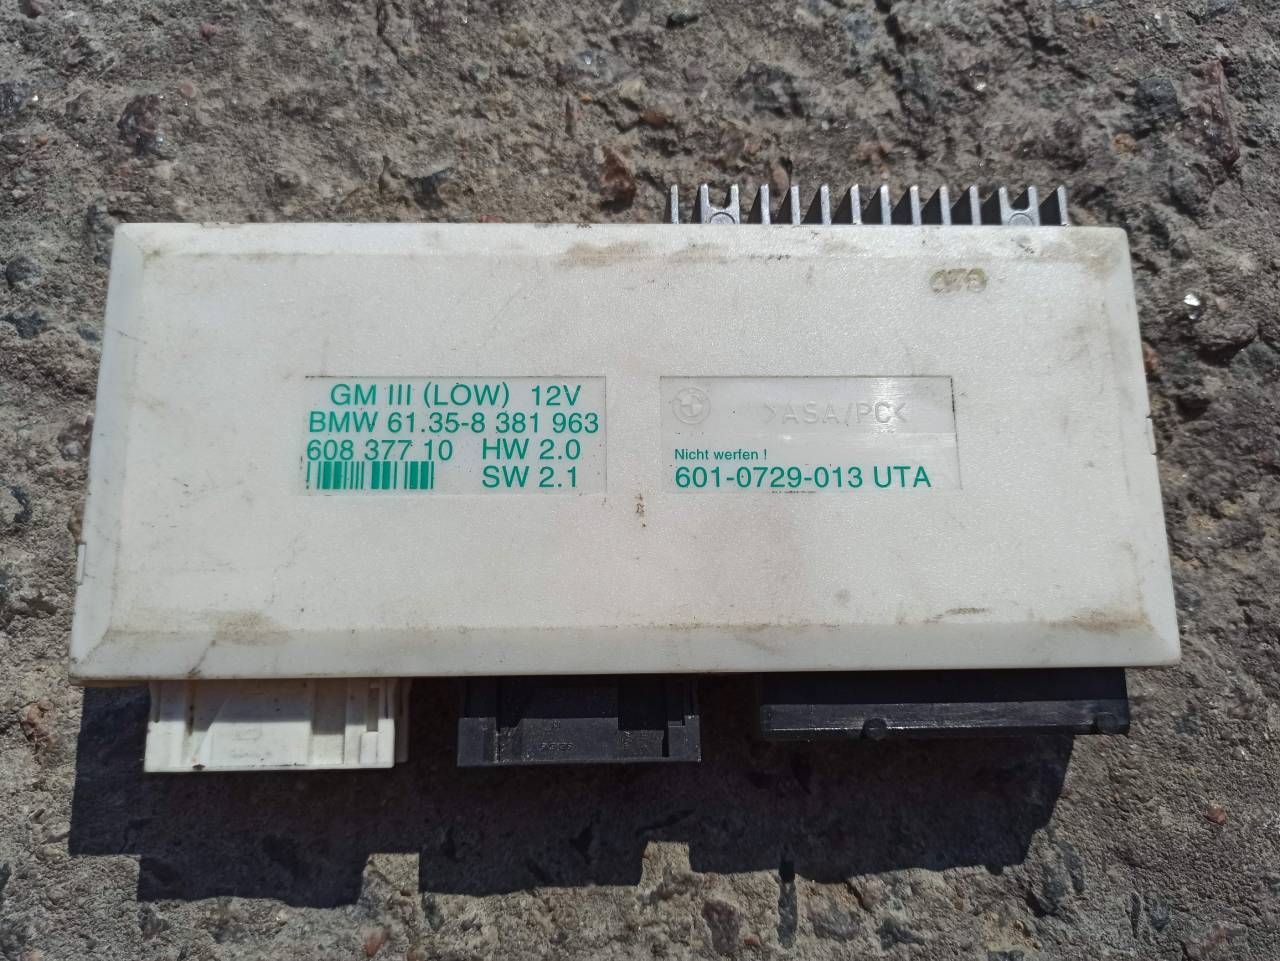 GM III (LOW) 12V
BMW 61.35-8 381 963
608 377 10 HW 2.0
SW 2.1
>ASA/PC<
Nicht werfen !
601-0729-013 UTA